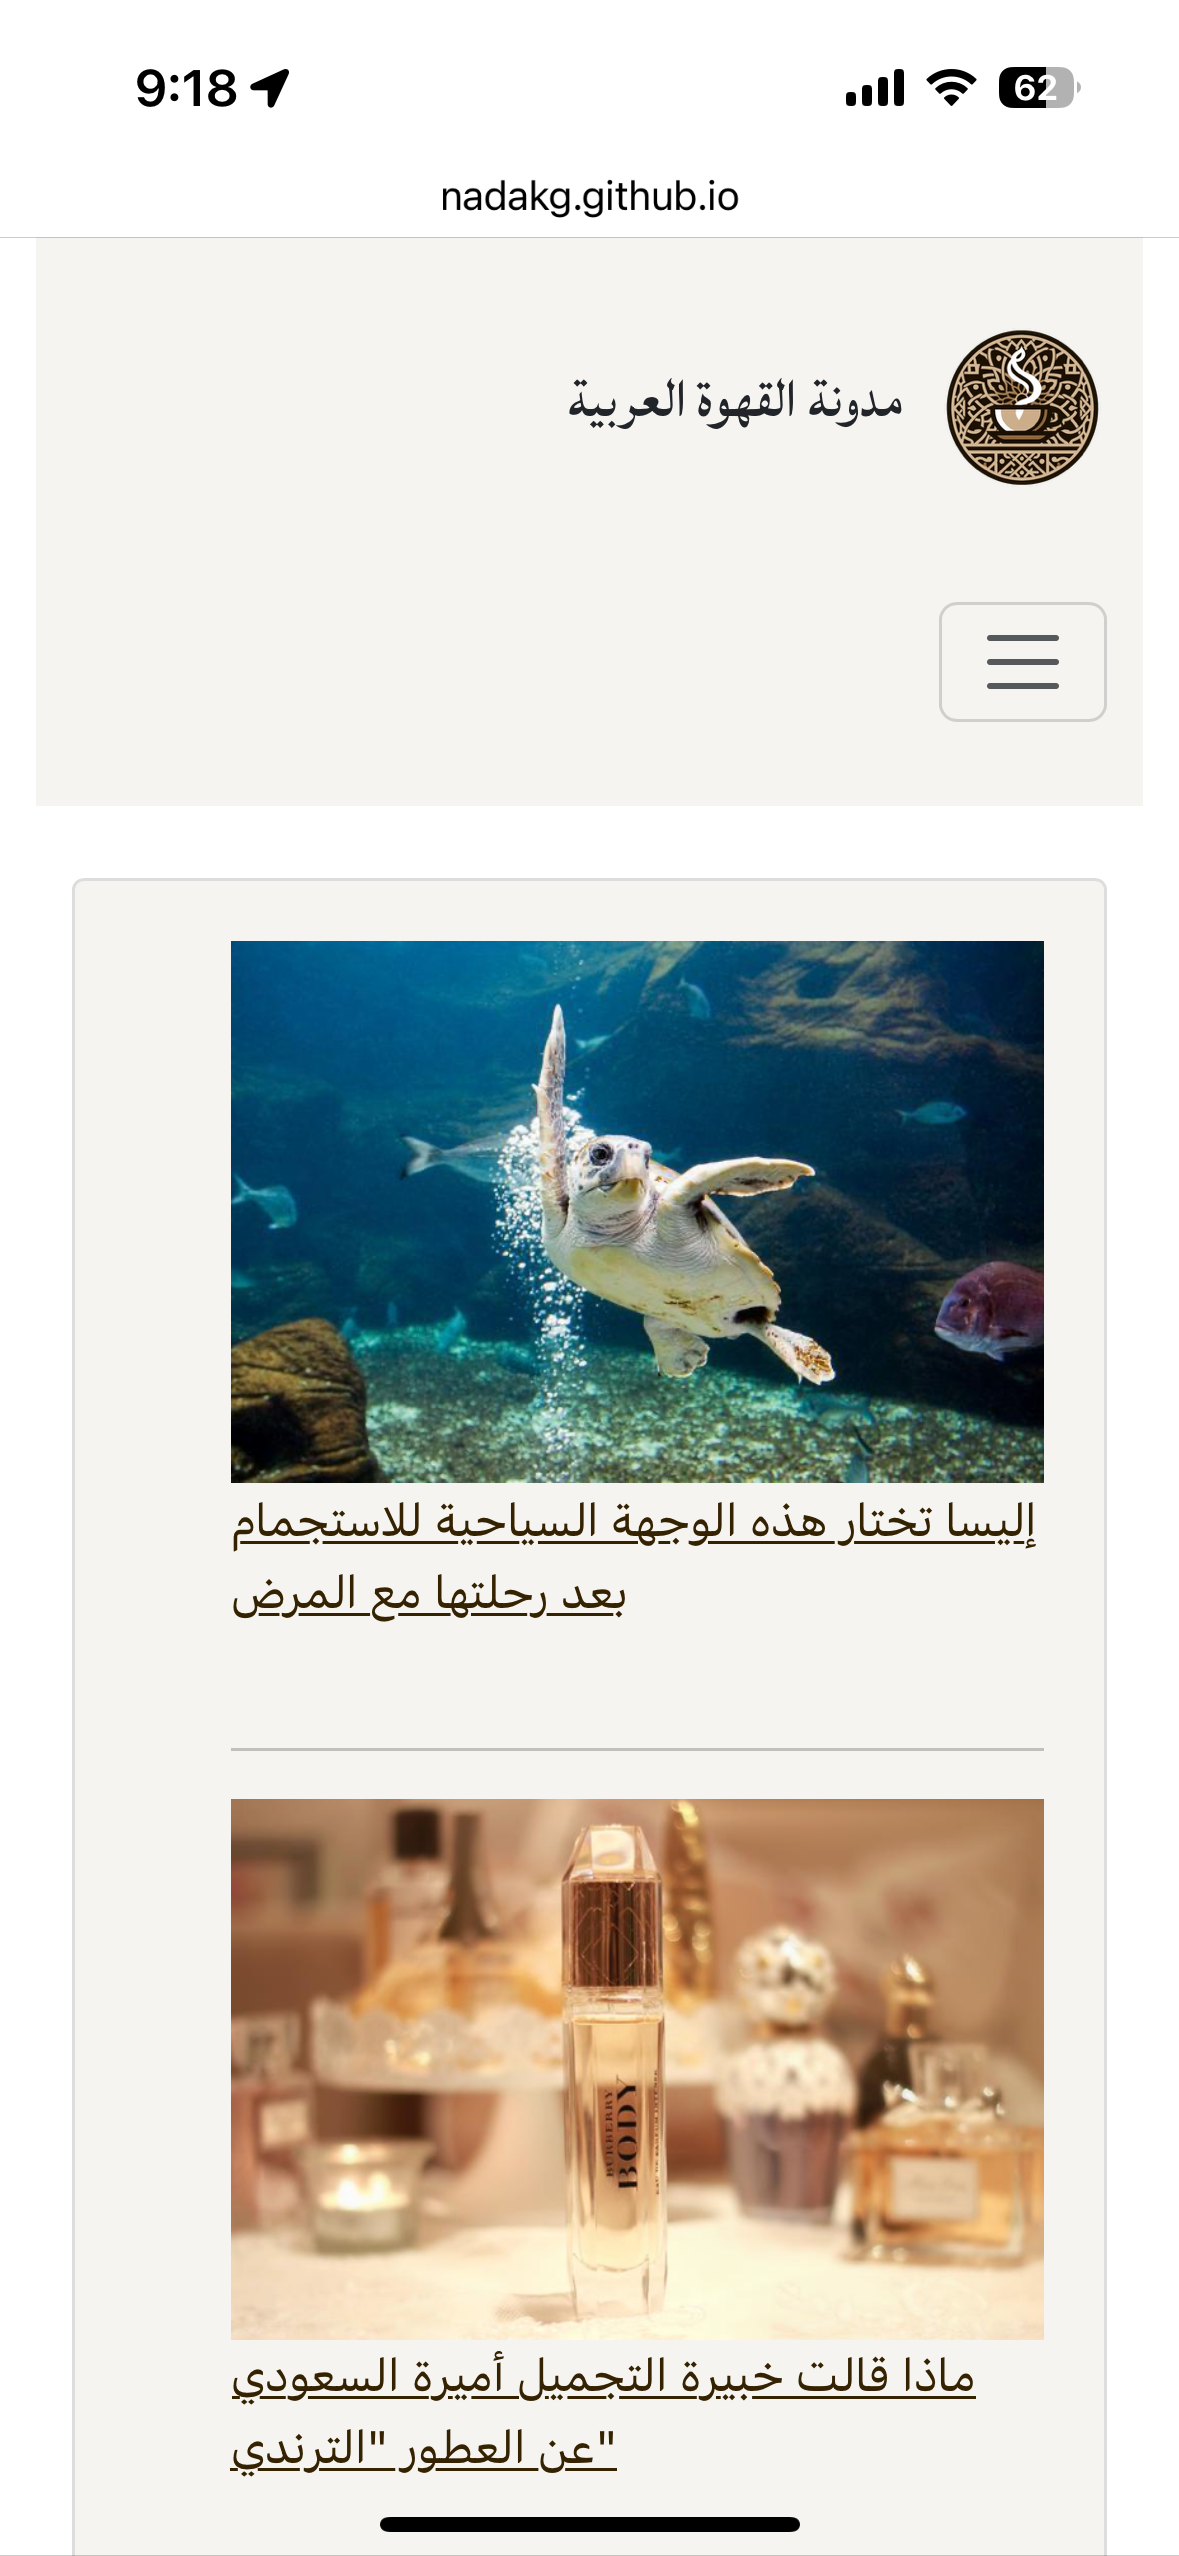 9:18
62
nadakg.github.io
مدونة القهوة العربية
إليسا تختار هذه الوجهة السياحية للاستجمام
بعد رحلتها مع المرض
BURBERRY
BODY
ماذا قالت خبيرة التجميل أميرة السعودي
"عن العطور "الترندي